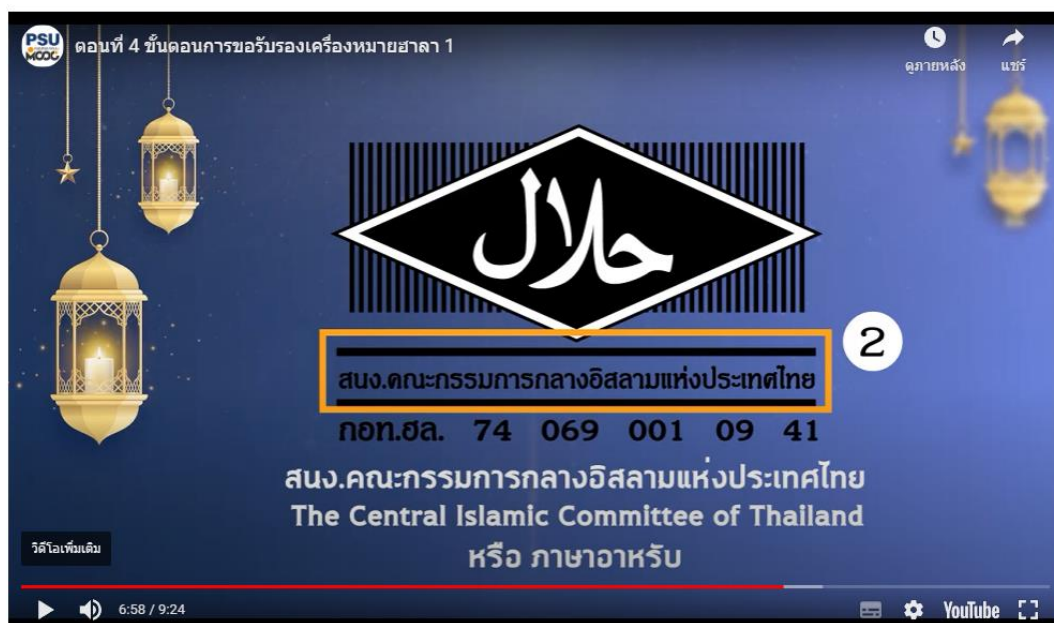 PSU MOOC ตอนที่ 4 ขั้นตอนการขอรับรองเครื่องหมายฮาลา 1
ดูภายหลัง แชร์
حلال
2
สนง.คณะกรรมการกลางอิสลามแห่งประเทศไทย
กอท.ฮล. 74 069 001 09 41
สนง.คณะกรรมการกลางอิสลามแห่งประเทศไทย
The Central Islamic Committee of Thailand
หรือ ภาษาอาหรับ
วิดีโอเพิ่มเติม
6:58 / 9:24 YouTube